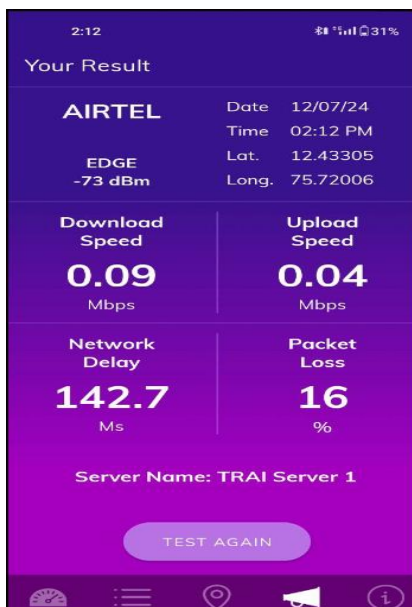 2:12
31%
Your Result
AIRTEL
EDGE
-73 dBm
Date 12/07/24
Time 02:12 PM
Lat. 12.43305
Long. 75.72006
Download
Speed
0.09
Mbps
Upload
Speed
0.04
Mbps
Network
Delay
142.7
Ms
Packet
Loss
16
%
Server Name: TRAI Server 1
TEST AGAIN